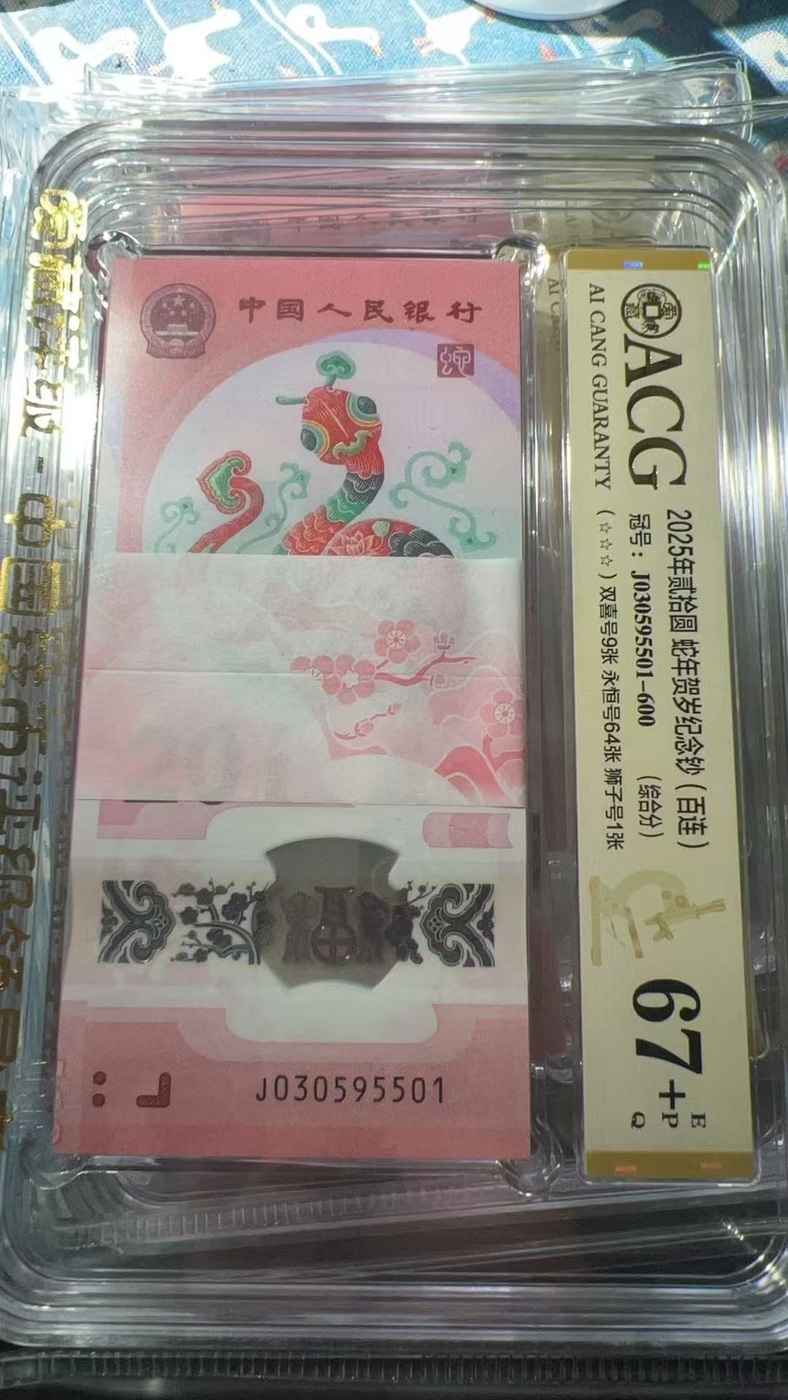 中国人民银行
蛇
福
J030595501
ACG
AI CANG GUARANTY
2025年贰拾圆 蛇年贺岁纪念钞（百连）
冠号：J030595501-600 （综合分）
（☆☆☆）双喜号9张 永恒号64张 狮子号1张
67+
E
P
Q